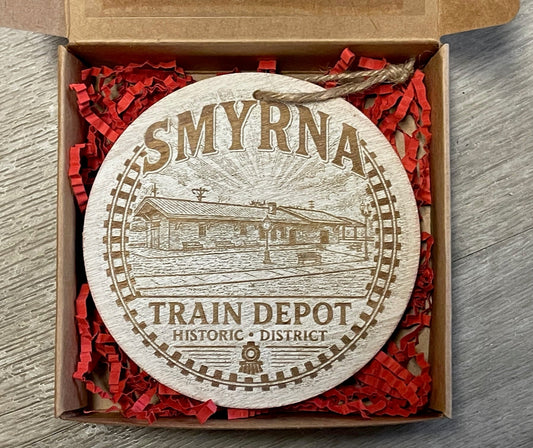 SMYRNA
TRAIN DEPOT
HISTORIC • DISTRICT